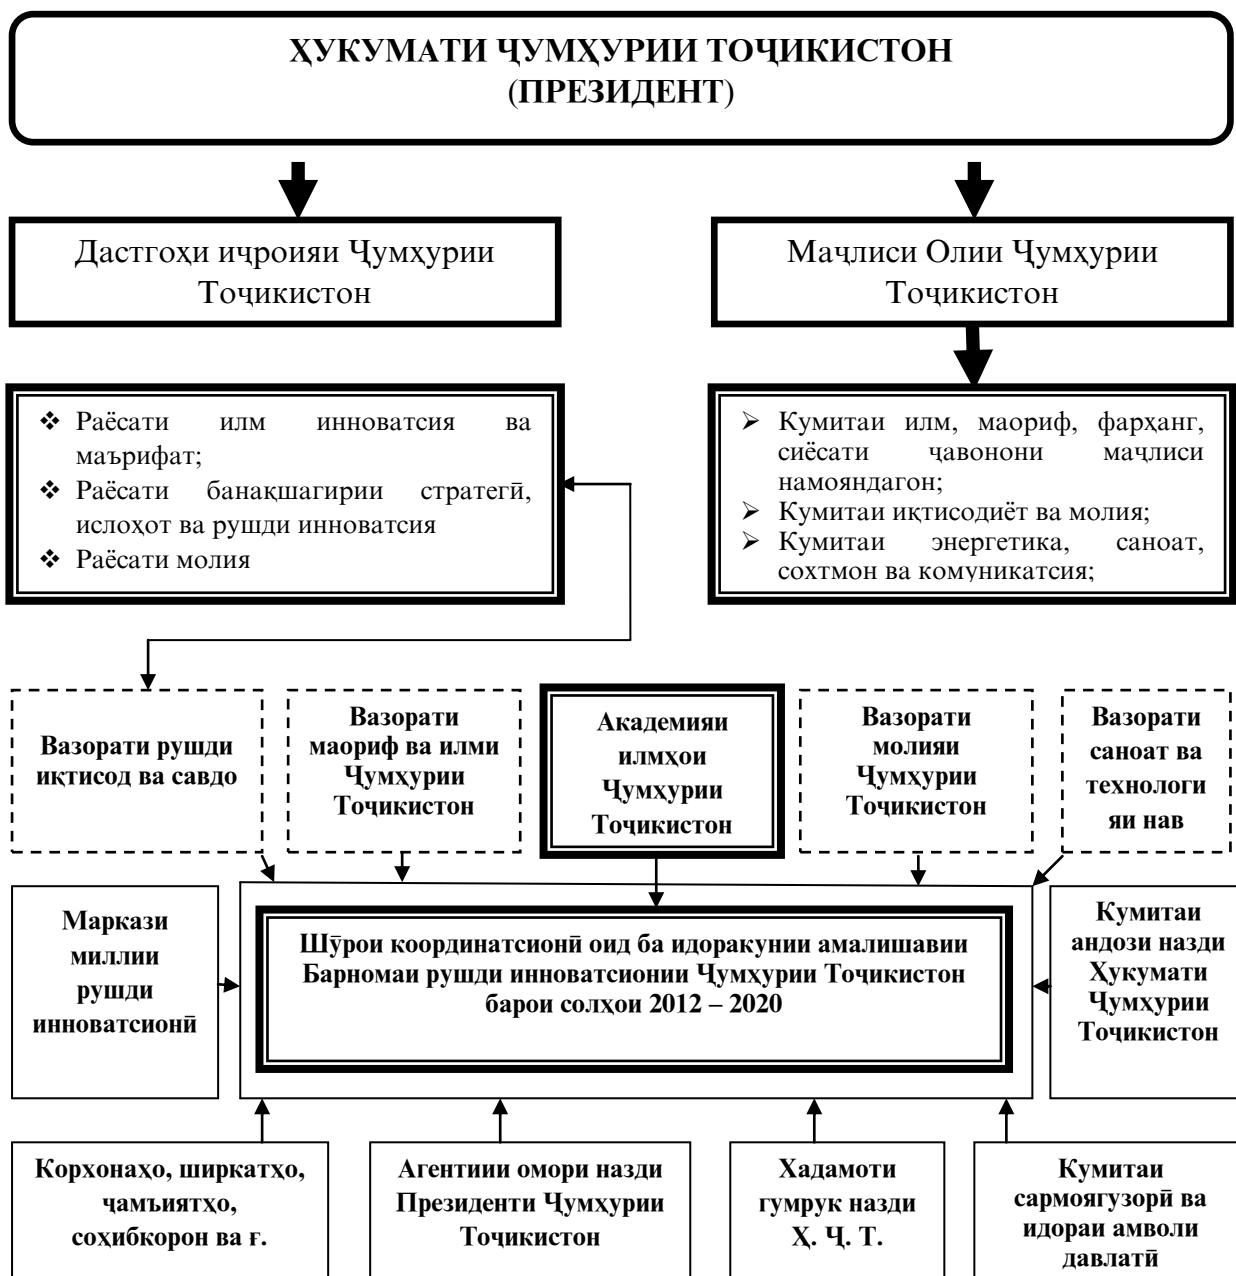 ҲУКУМАТИ ҶУМҲУРИИ ТОҶИКИСТОН
(ПРЕЗИДЕНТ)
Дастгоҳи иҷроияи Ҷумҳурии
Тоҷикистон
Маҷлиси Олии Ҷумҳурии
Тоҷикистон
❖ Раёсати илм инноватсия ва
маърифат;
❖ Раёсати банақшагирии стратегӣ,
ислоҳот ва рушди инноватсия
❖ Раёсати молия
➢ Кумитаи илм, маориф, фарҳанг,
сиёсати ҷавонони маҷлиси
намояндагон;
➢ Кумитаи иқтисодиёт ва молия;
➢ Кумитаи энергетика, саноат,
сохтмон ва комуникатсия;
Вазорати рушди
иқтисод ва савдо
Вазорати
маориф ва илми
Ҷумҳурии
Тоҷикистон
Академияи
илмҳои
Ҷумҳурии
Тоҷикистон
Вазорати
молияи
Ҷумҳурии
Тоҷикистон
Вазорати
саноат ва
технологи
яи нав
Маркази
миллии
рушди
инноватсионӣ
Шӯрои координатсионӣ оид ба идоракунии амалишавии
Барномаи рушди инноватсионии Ҷумҳурии Тоҷикистон
барои солҳои 2012 – 2020
Кумитаи
андози назди
Ҳукумати
Ҷумҳурии
Тоҷикистон
Корхонаҳо, ширкатҳо,
ҷамъиятҳо,
соҳибкорон ва ғ.
Агентиии омори назди
Президенти Ҷумҳурии
Тоҷикистон
Хадамоти
гумрук назди
Ҳ. Ҷ. Т.
Кумитаи
сармоягузорӣ ва
идораи амволи
давлатӣ